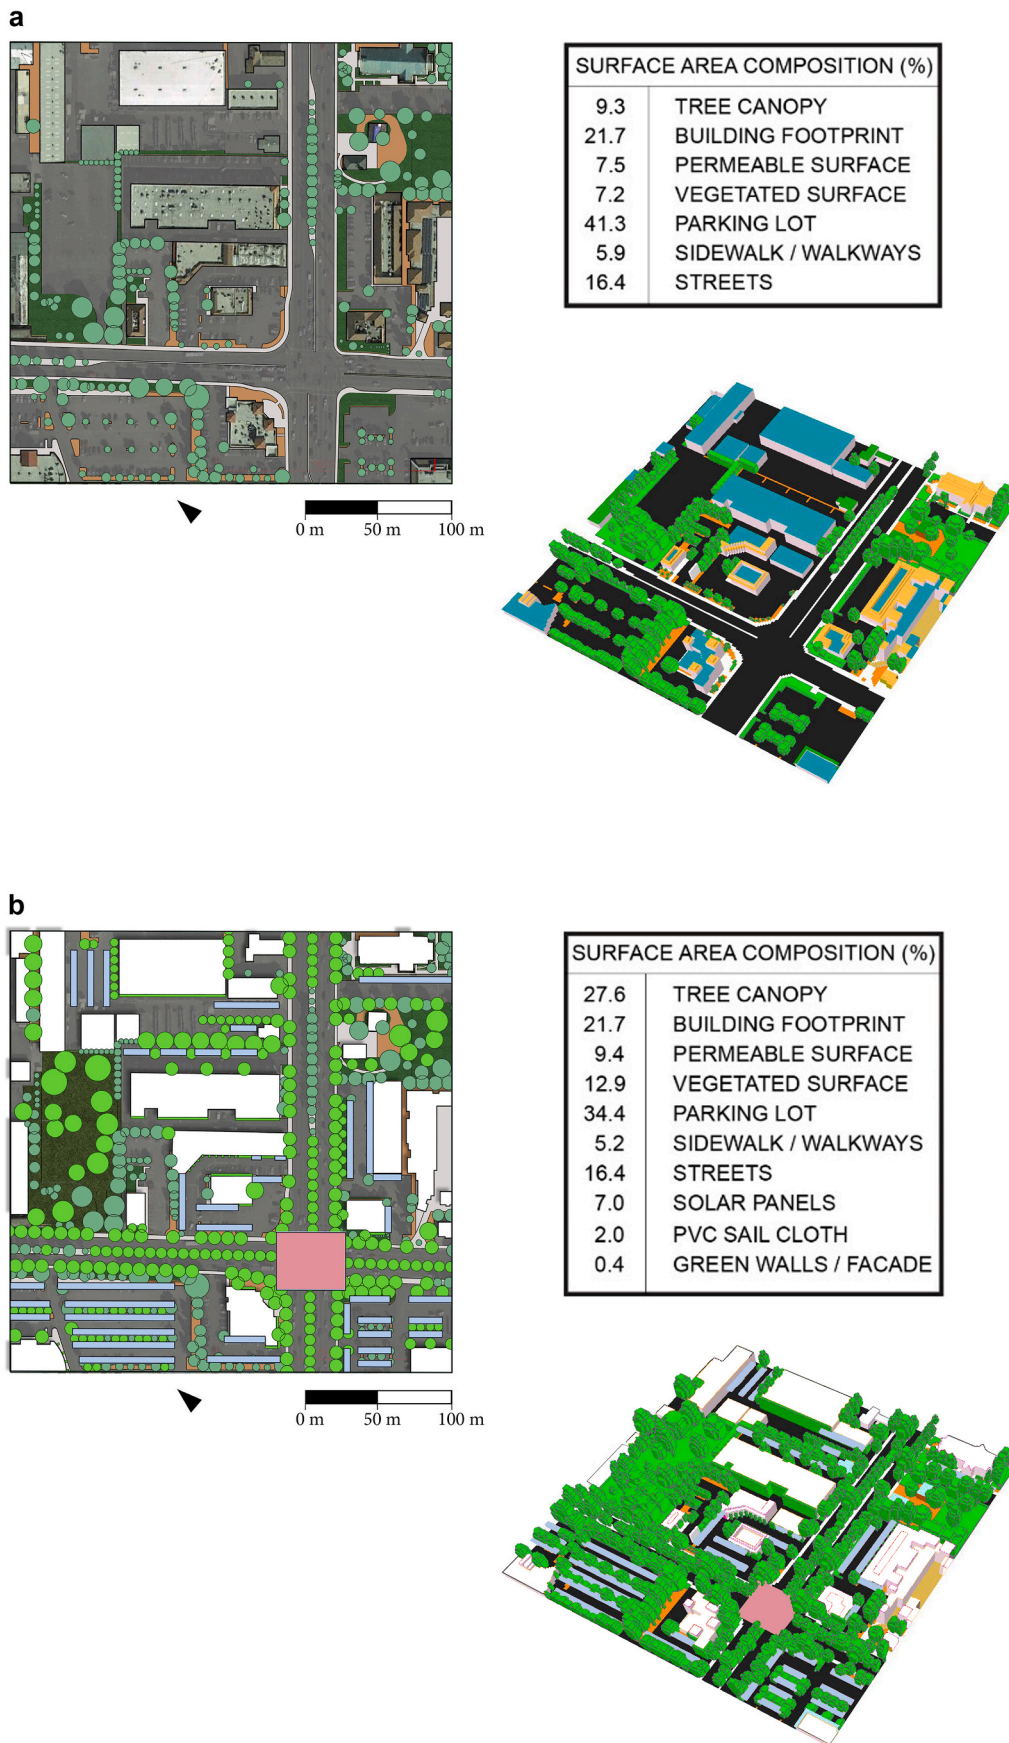 a
SURFACE AREA COMPOSITION (%)
9.3 TREE CANOPY
21.7 BUILDING FOOTPRINT
7.5 PERMEABLE SURFACE
7.2 VEGETATED SURFACE
41.3 PARKING LOT
5.9 SIDEWALK / WALKWAYS
16.4 STREETS
0 m 50 m 100 m
b
SURFACE AREA COMPOSITION (%)
27.6 TREE CANOPY
21.7 BUILDING FOOTPRINT
9.4 PERMEABLE SURFACE
12.9 VEGETATED SURFACE
34.4 PARKING LOT
5.2 SIDEWALK / WALKWAYS
16.4 STREETS
7.0 SOLAR PANELS
2.0 PVC SAIL CLOTH
0.4 GREEN WALLS / FACADE
0 m 50 m 100 m